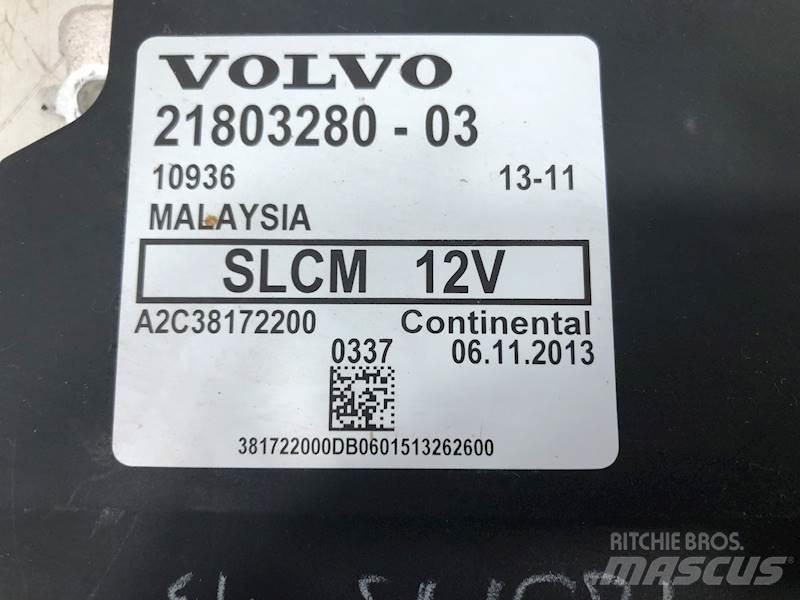 VOLVO
21803280 - 03
10936 13-11
MALAYSIA
SLCM 12V
A2C38172200 Continental
0337 06.11.2013
381722000DB0601513262600
RITCHIE BROS.
MASCUS